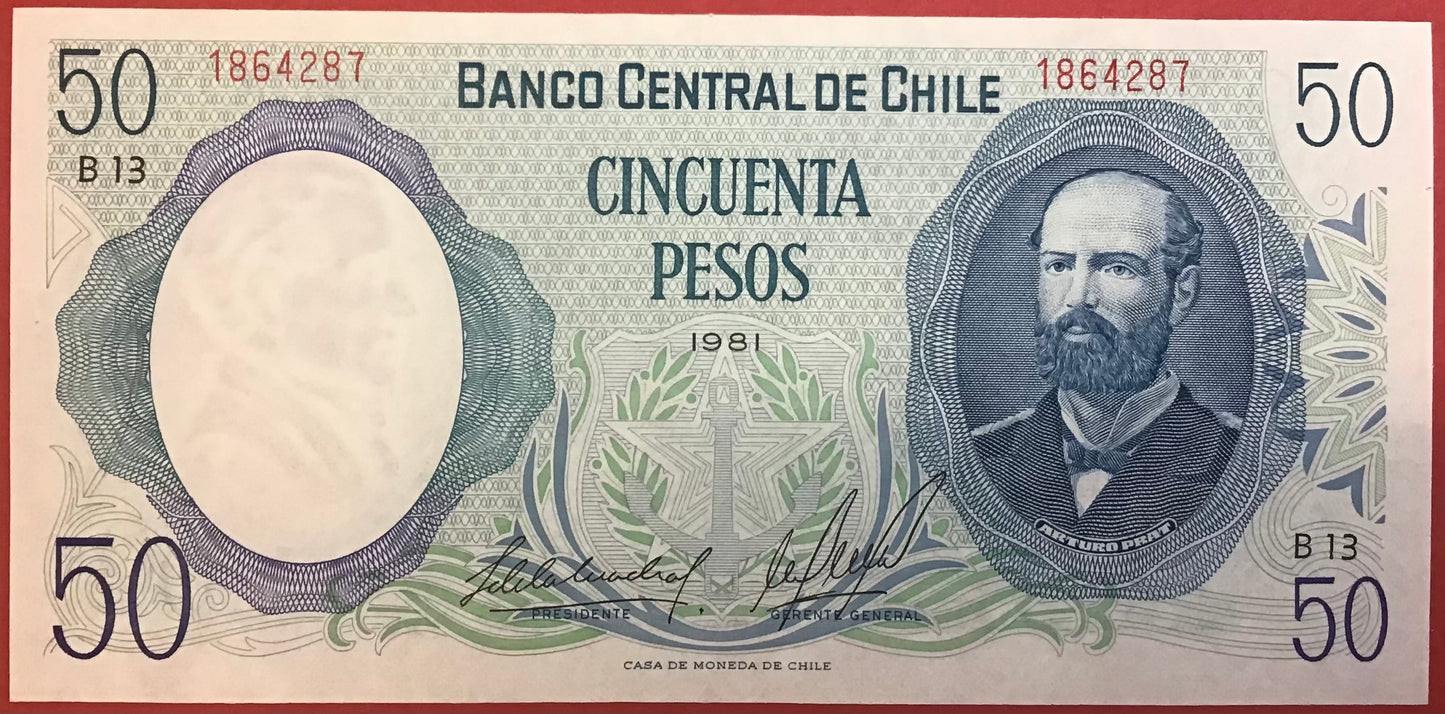 50 1864287 BANCO CENTRAL DE CHILE 1864287 50
B 13
CINCUENTA
PESOS
1981
ARTURO PRAT
B 13
50 PRESIDENTE GERENTE GENERAL 50
CASA DE MONEDA DE CHILE